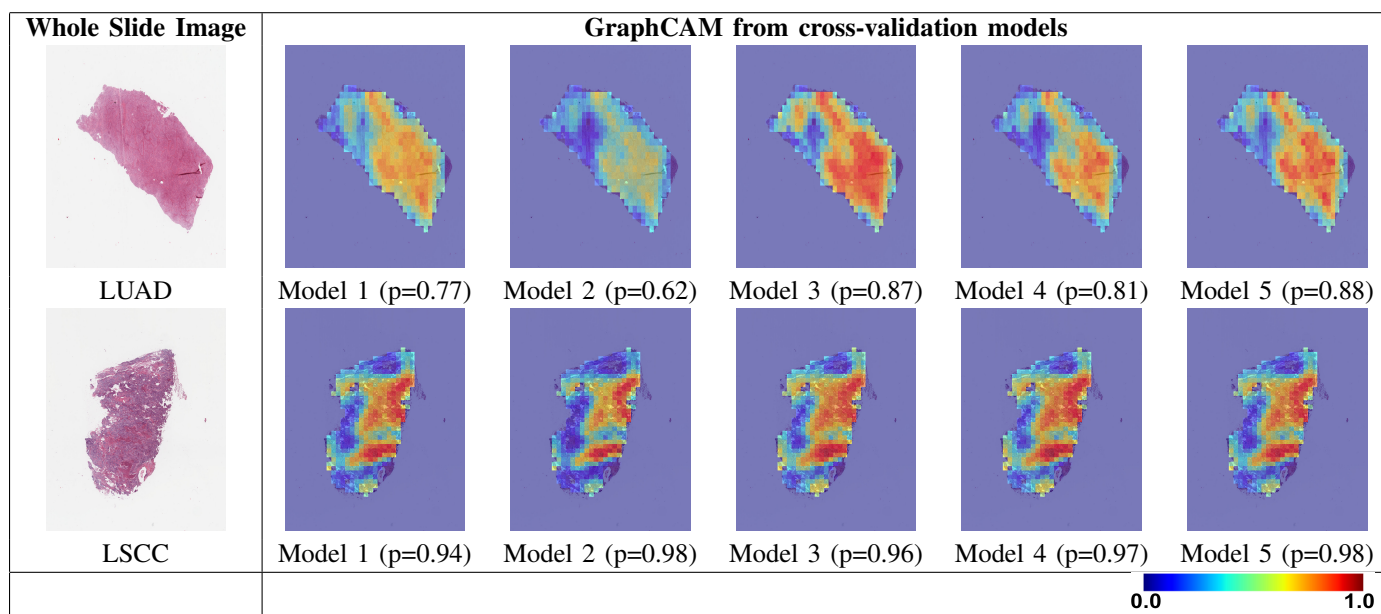 Whole Slide Image
GraphCAM from cross-validation models
LUAD
Model 1 (p=0.77)
Model 2 (p=0.62)
Model 3 (p=0.87)
Model 4 (p=0.81)
Model 5 (p=0.88)
LSCC
Model 1 (p=0.94)
Model 2 (p=0.98)
Model 3 (p=0.96)
Model 4 (p=0.97)
Model 5 (p=0.98)
0.0
1.0